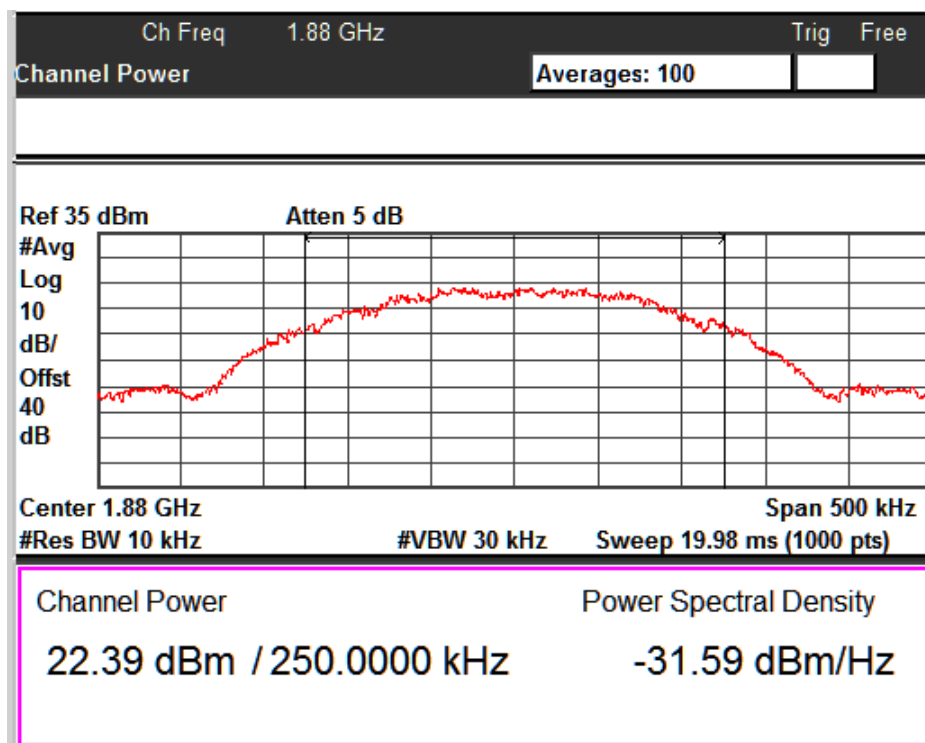 Ch Freq 1.88 GHz Trig Free
Channel Power Averages: 100
Ref 35 dBm Atten 5 dB
#Avg
Log
10
dB/
Offst
40
dB
Center 1.88 GHz Span 500 kHz
#Res BW 10 kHz #VBW 30 kHz Sweep 19.98 ms (1000 pts)
Channel Power Power Spectral Density
22.39 dBm / 250.0000 kHz -31.59 dBm/Hz